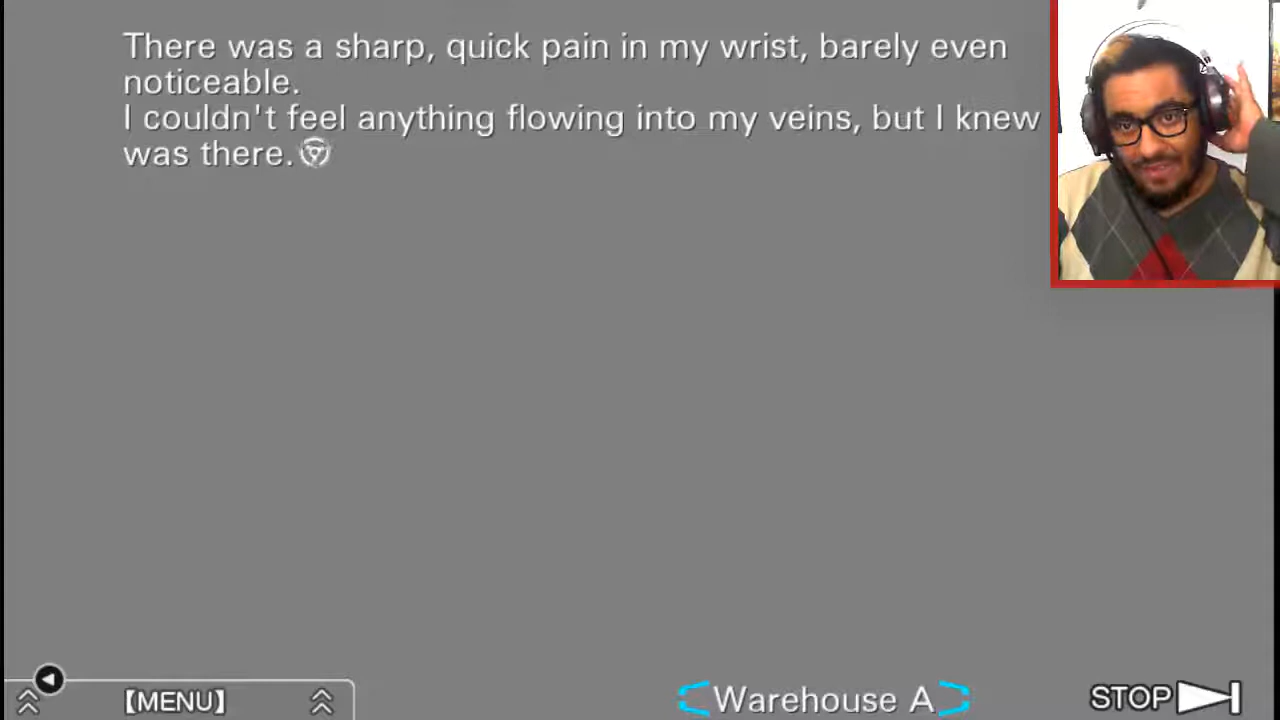 There was a sharp, quick pain in my wrist, barely even
noticeable.
I couldn't feel anything flowing into my veins, but I knew
was there.
【MENU】
Warehouse A
STOP